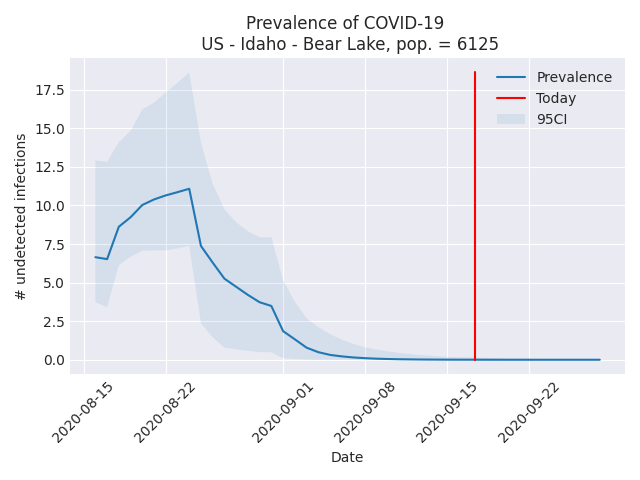 Prevalence of COVID-19
US - Idaho - Bear Lake, pop. = 6125
Prevalence
Today
95CI
# undetected infections
17.5
15.0
12.5
10.0
7.5
5.0
2.5
0.0
2020-08-15
2020-08-22
2020-09-01
2020-09-08
2020-09-15
2020-09-22
Date